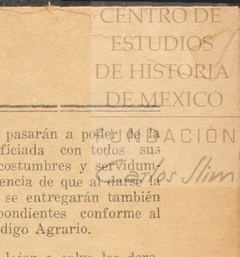 CENTRO DE
ESTUDIOS
DE HISTORIA
DE MEXICO
FUNDACIÓN
Carlos Slim
pasarán a poder de la
ficiada con todos sus
costumbres y servidum-
encia de que al darse la
se entregarán también
pondientes conforme al
digo Agrario.